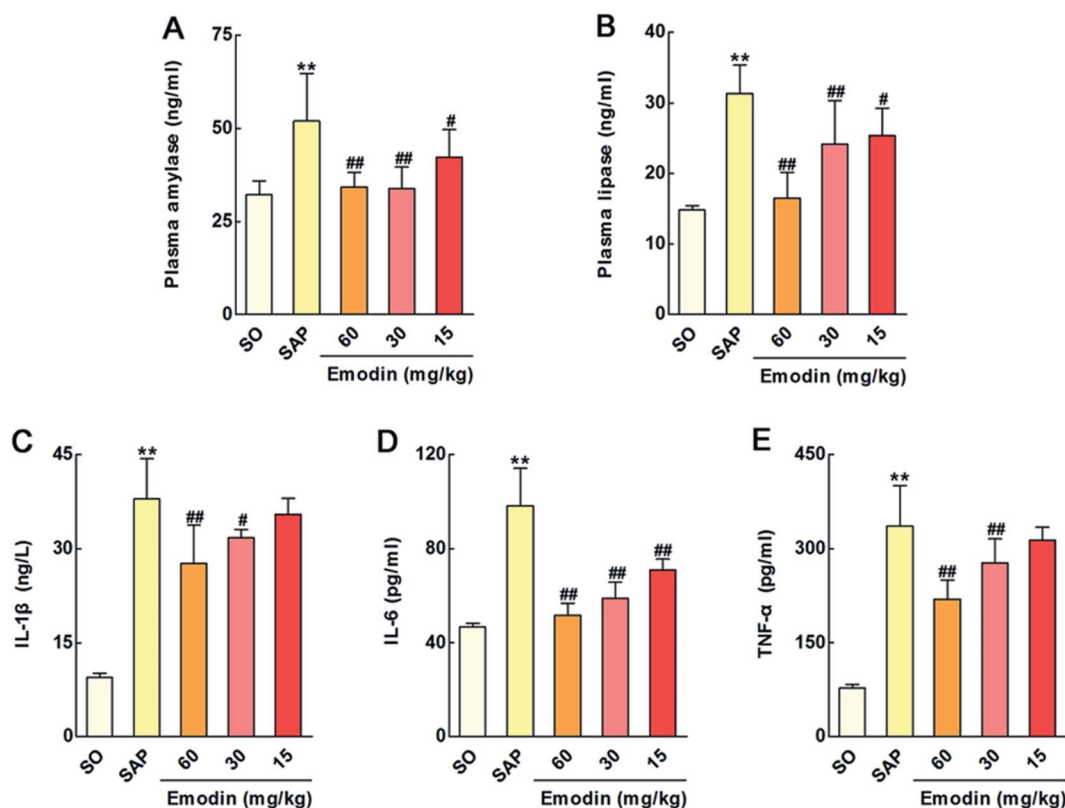 A
Plasma amylase (ng/ml)
75
50
25
0
**
##
##
#
SO
SAP
60
30
15
Emodin (mg/kg)
B
Plasma lipase (ng/ml)
40
30
20
10
0
**
##
##
#
SO
SAP
60
30
15
Emodin (mg/kg)
C
IL-1β (ng/L)
45
30
15
0
**
##
#
SO
SAP
60
30
15
Emodin (mg/kg)
D
IL-6 (pg/ml)
120
80
40
0
**
##
##
##
SO
SAP
60
30
15
Emodin (mg/kg)
E
TNF-α (pg/ml)
450
300
150
0
**
##
##
SO
SAP
60
30
15
Emodin (mg/kg)